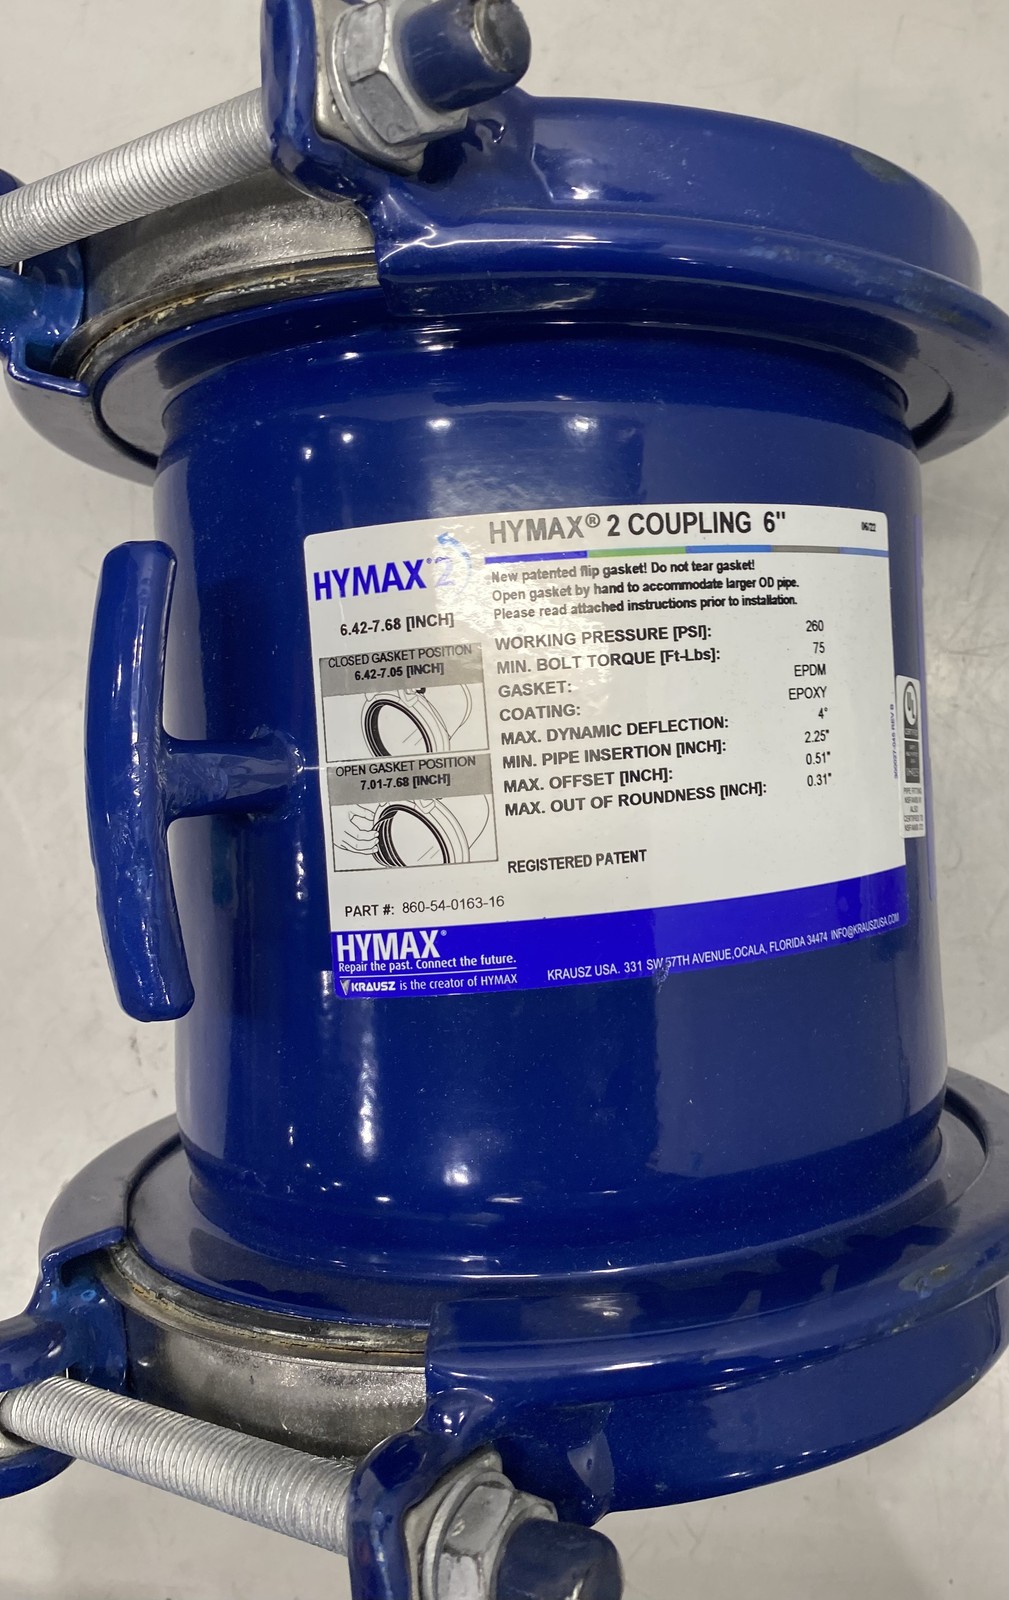 HYMAX® 2 COUPLING 6"
06/22
HYMAX® 2
6.42-7.68 [INCH]
CLOSED GASKET POSITION
6.42-7.05 [INCH]
OPEN GASKET POSITION
7.01-7.68 [INCH]
New patented flip gasket! Do not tear gasket!
Open gasket by hand to accommodate larger OD pipe.
Please read attached instructions prior to installation.
WORKING PRESSURE [PSI]: 260
MIN. BOLT TORQUE [Ft-Lbs]: 75
GASKET: EPDM
COATING: EPOXY
MAX. DYNAMIC DEFLECTION: 4°
MIN. PIPE INSERTION [INCH]: 2.25"
MAX. OFFSET [INCH]: 0.51"
MAX. OUT OF ROUNDNESS [INCH]: 0.31"
REGISTERED PATENT
PART #: 860-54-0163-16
HYMAX®
Repair the past. Connect the future.
KRAUSZ is the creator of HYMAX
KRAUSZ USA. 331 SW 57TH AVENUE,OCALA, FLORIDA 34474 INFO@KRAUSZUSA.COM
UL
PIPE FITTING
ALSO